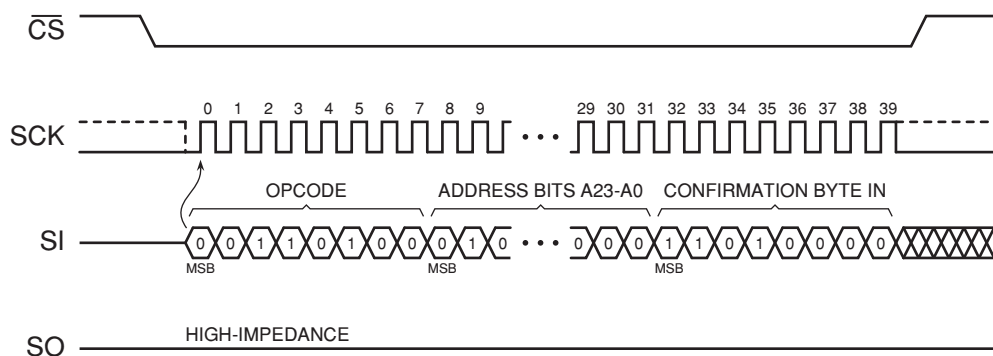 CS
0 1 2 3 4 5 6 7 8 9 29 30 31 32 33 34 35 36 37 38 39
SCK
OPCODE ADDRESS BITS A23-A0 CONFIRMATION BYTE IN
SI 0 0 1 1 0 1 0 0 0 1 0 0 0 0 1 1 0 1 0 0 0 0
MSB MSB MSB
HIGH-IMPEDANCE
SO